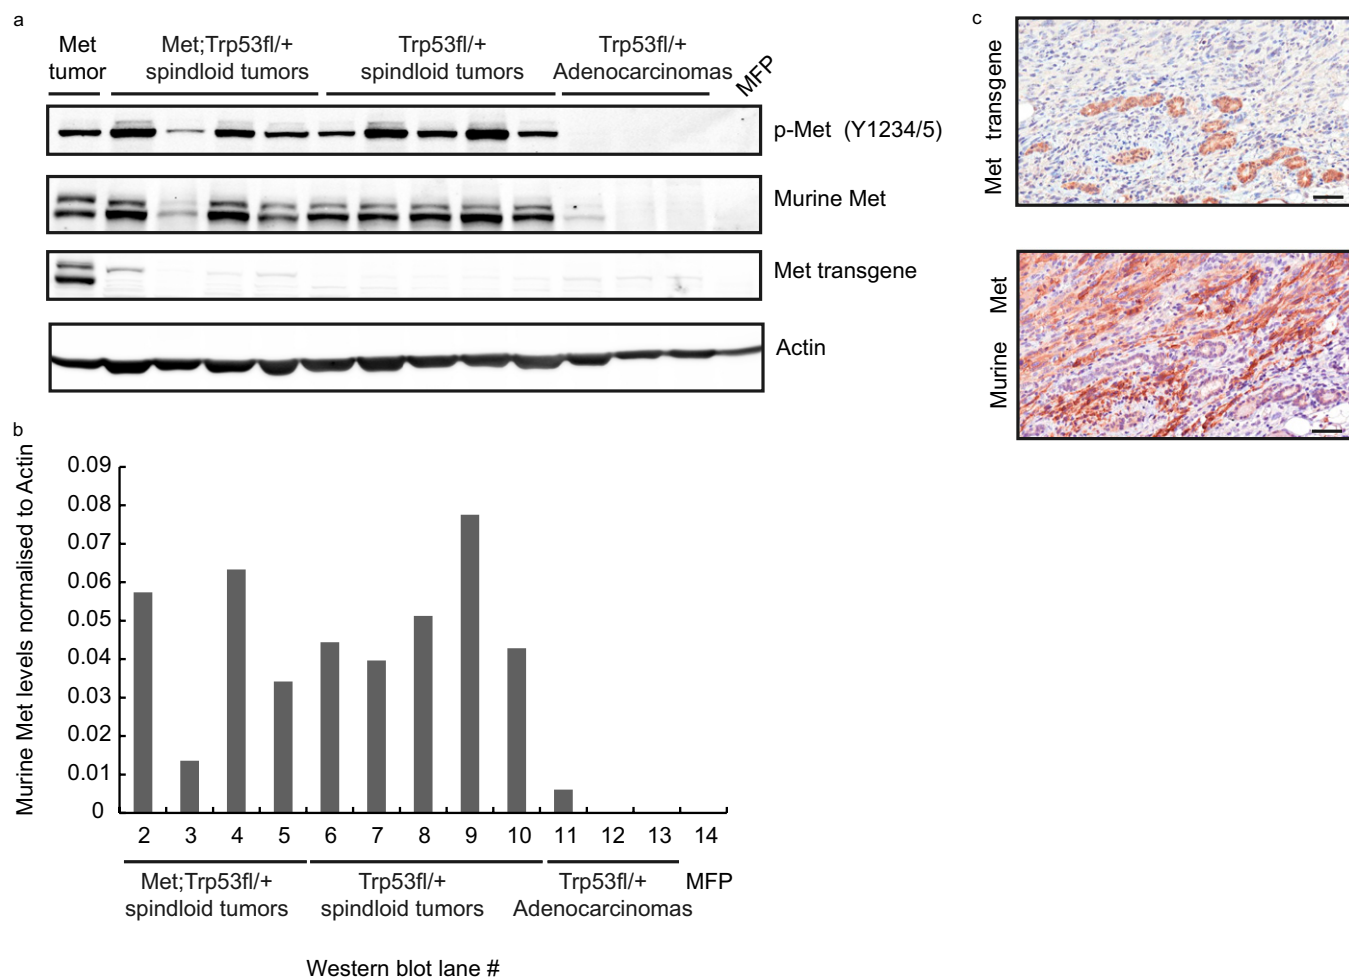 a
Met
tumor
Met;Trp53fl/+
spindloid tumors
Trp53fl/+
spindloid tumors
Trp53fl/+
Adenocarcinomas
MFP
p-Met (Y1234/5)
Murine Met
Met transgene
Actin
b
Murine Met levels normalised to Actin
0.09
0.08
0.07
0.06
0.05
0.04
0.03
0.02
0.01
0
2 3 4 5 6 7 8 9 10 11 12 13 14
Met;Trp53fl/+
spindloid tumors
Trp53fl/+
spindloid tumors
Trp53fl/+
Adenocarcinomas
MFP
Western blot lane #
c
Met transgene
Murine Met